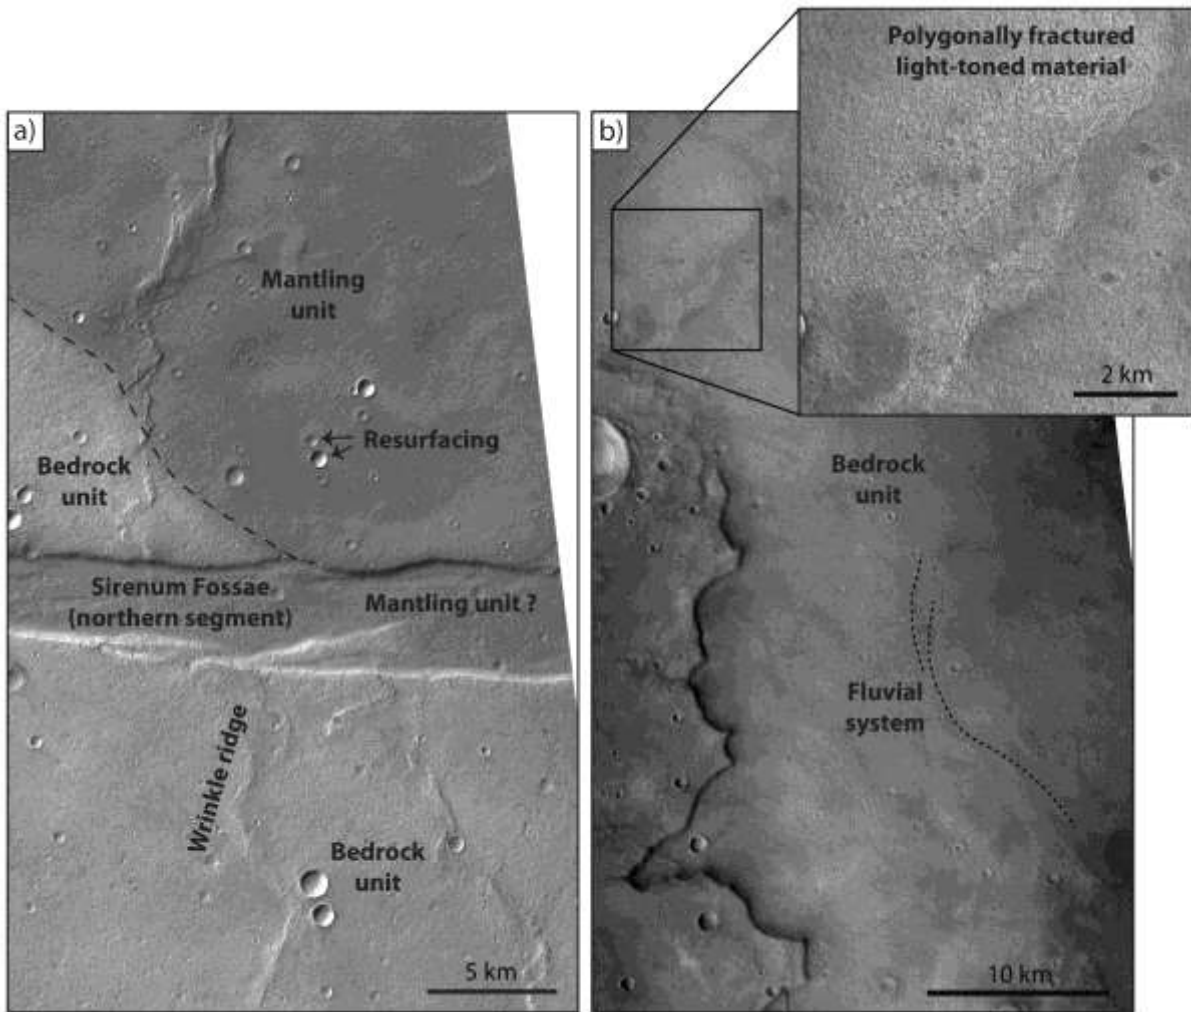 a)
Mantling
unit
Resurfacing
Bedrock
unit
Sirenum Fossae
(northern segment)
Mantling unit ?
Wrinkle ridge
Bedrock
unit
5 km
b)
Polygonally fractured
light-toned material
2 km
Bedrock
unit
Fluvial
system
10 km